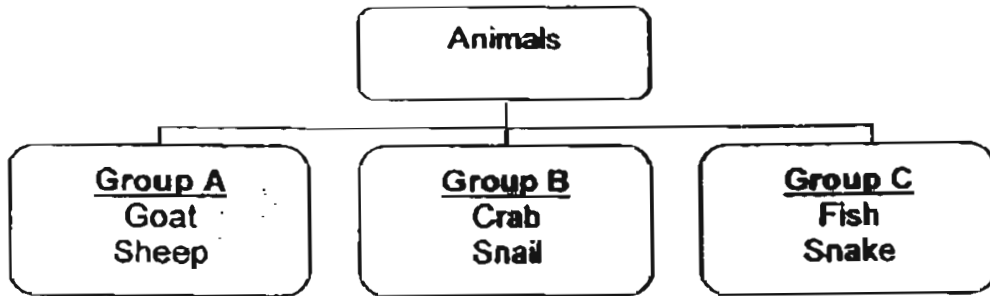 Animals
Group A
Goat
Sheep
Group B
Crab
Snail
Group C
Fish
Snake